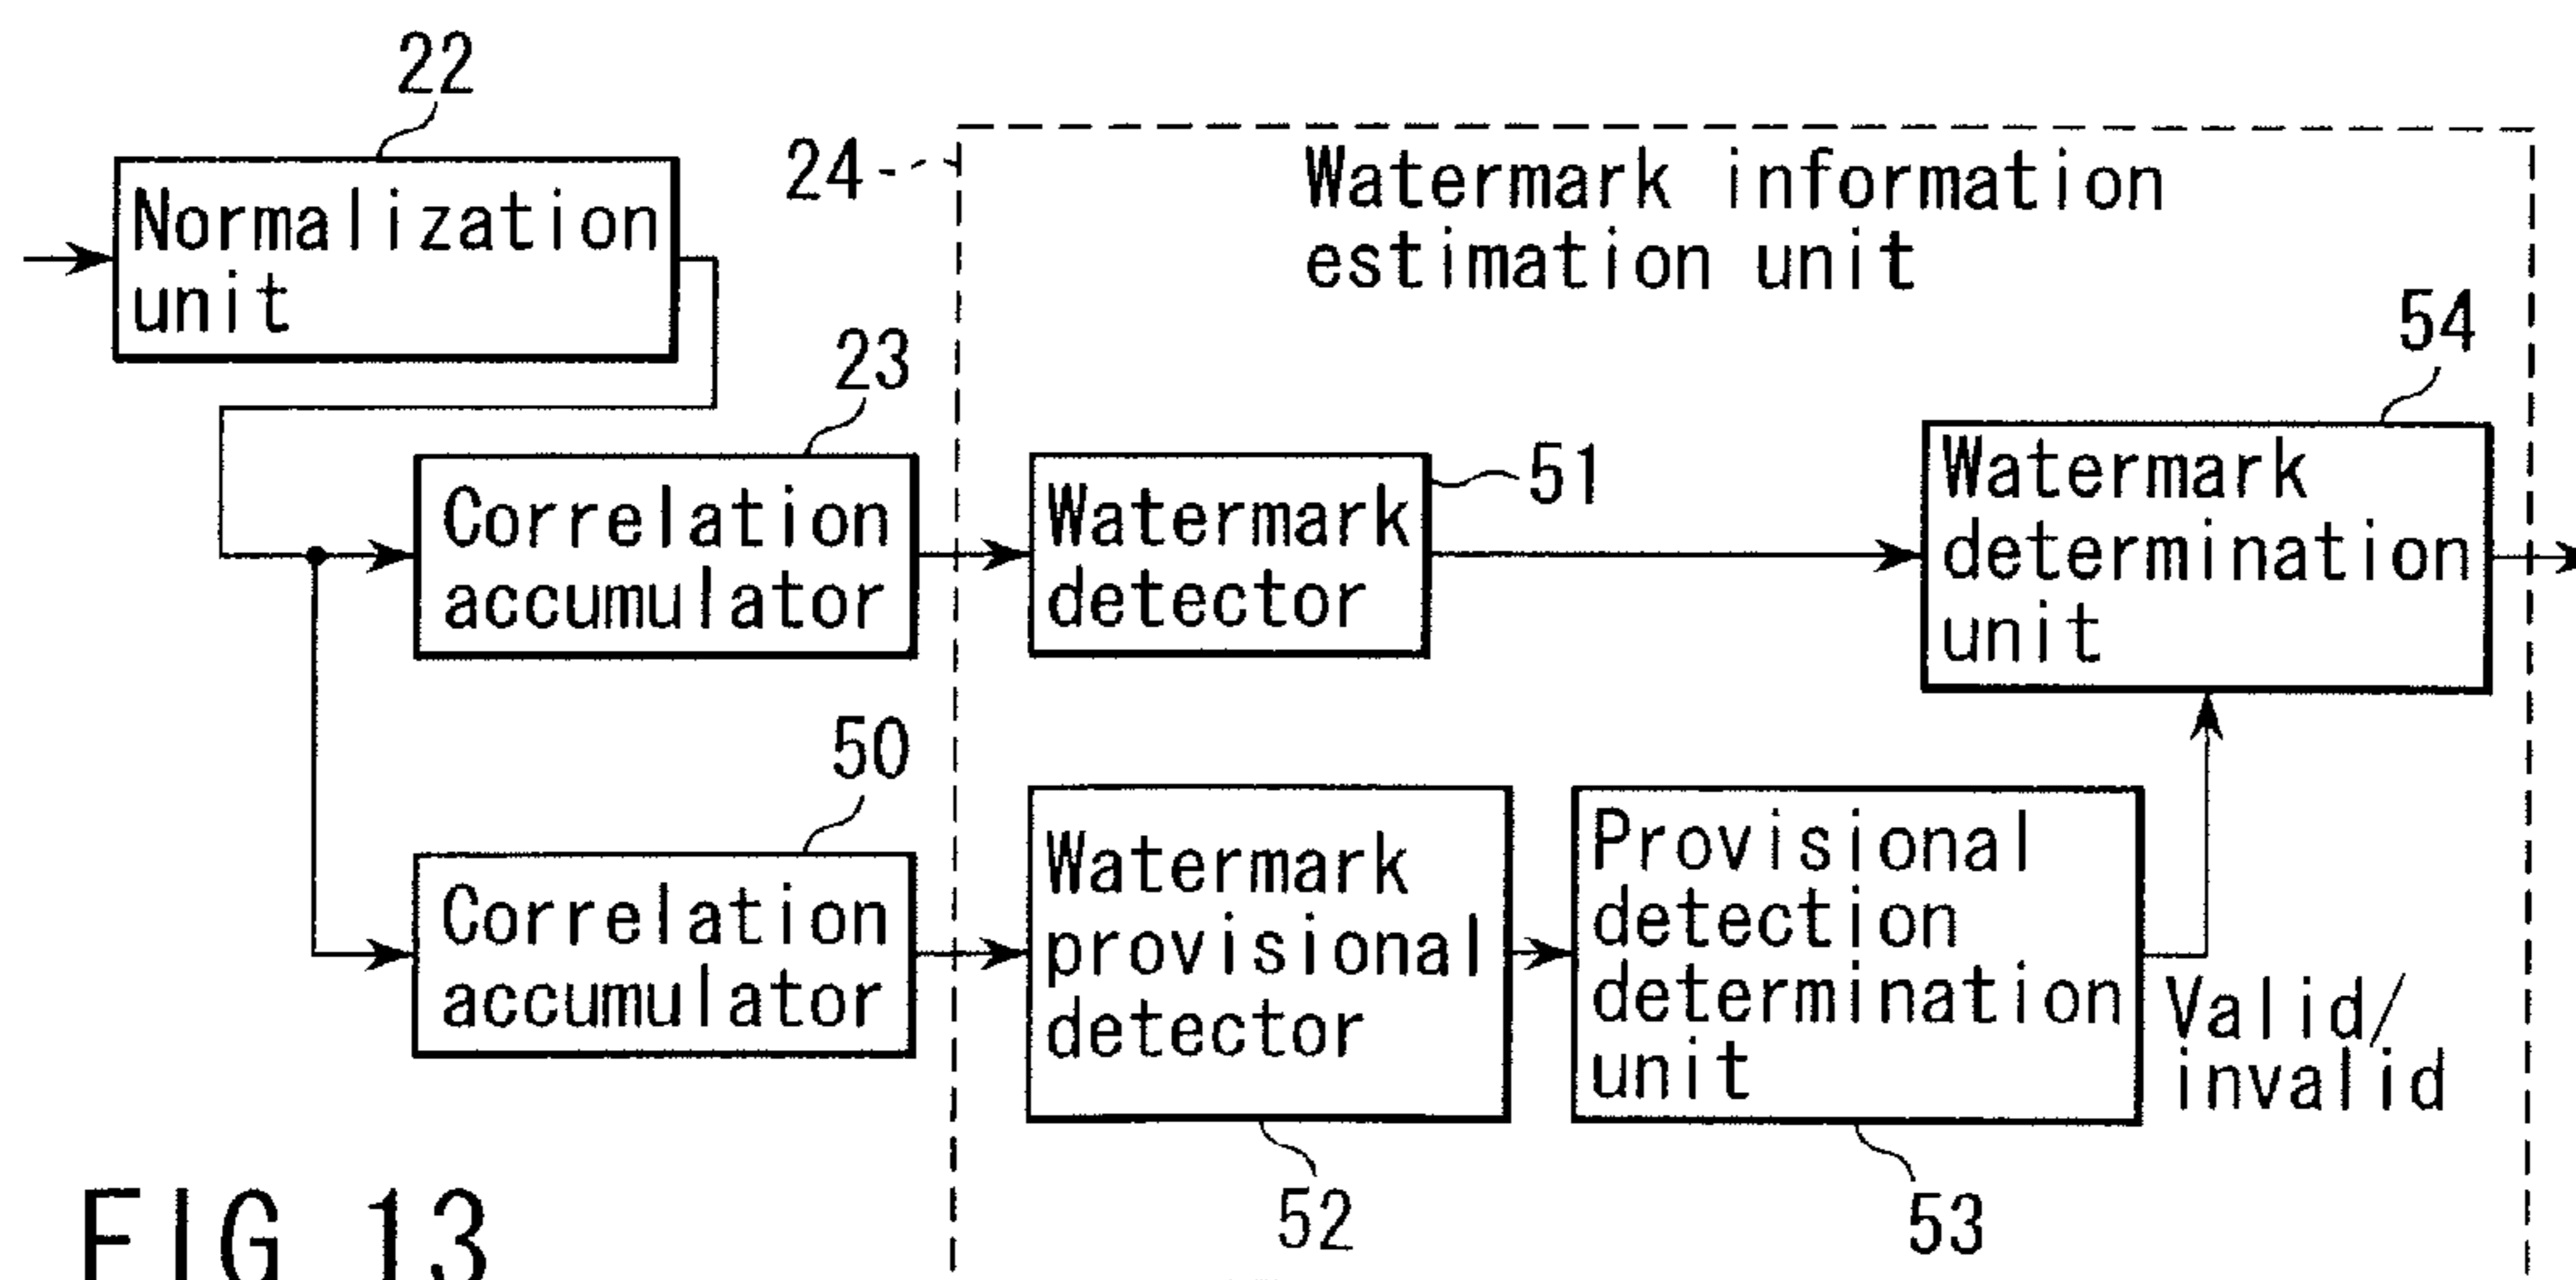 22
Normalization
unit
24
Watermark information
estimation unit
23
Correlation
accumulator
51
Watermark
detector
54
Watermark
determination
unit
50
Correlation
accumulator
Watermark
provisional
detector
52
Provisional
detection
determination
unit
53
Valid/
invalid
FIG 13